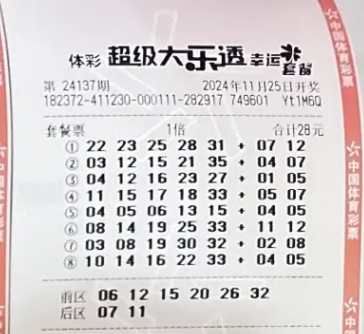 体彩 超级大乐透 幸运 套餐
第 24137期 2024年11月25日开奖
182372-411230-000111-282917 749601 Yt1M6Q
套餐票 1倍 合计28元
① 22 23 25 28 31 + 07 12
② 03 12 15 21 35 + 04 07
③ 04 12 16 23 27 + 01 05
④ 11 15 17 18 33 + 05 07
⑤ 04 05 06 13 15 + 04 05
⑥ 08 14 19 25 33 + 11 12
⑦ 03 08 19 30 32 + 02 08
⑧ 10 14 16 22 33 + 04 05
前区 06 12 15 20 26 32
后区 07 11
中国体育彩票
中国体育彩票